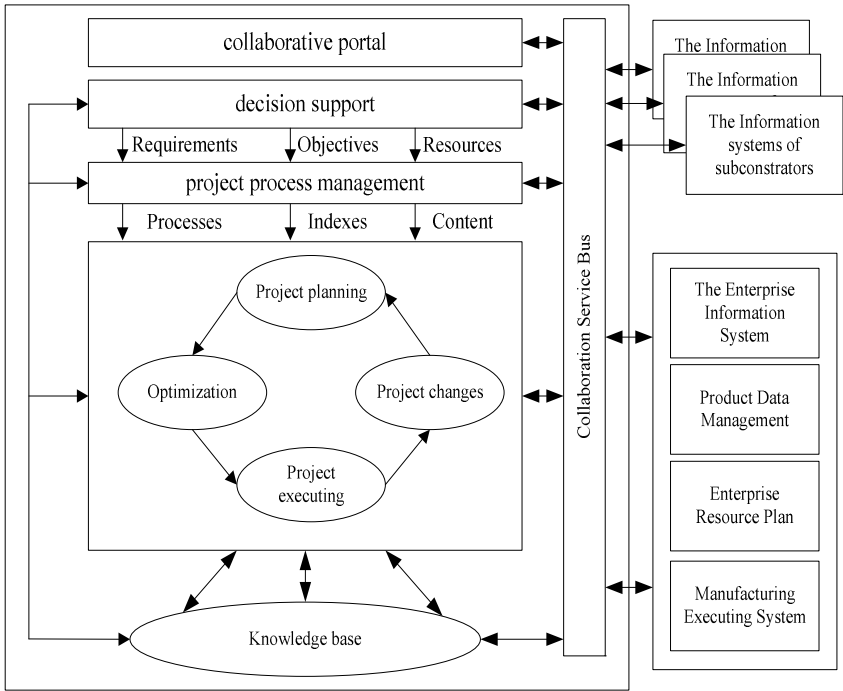 collaborative portal
decision support
Requirements
Objectives
Resources
project process management
Processes
Indexes
Content
Project planning
Optimization
Project changes
Project
executing
Knowledge base
Collaboration Service Bus
The Information
The Information
The Information
systems of
subconstrators
The Enterprise
Information
System
Product Data
Management
Enterprise
Resource Plan
Manufacturing
Executing System